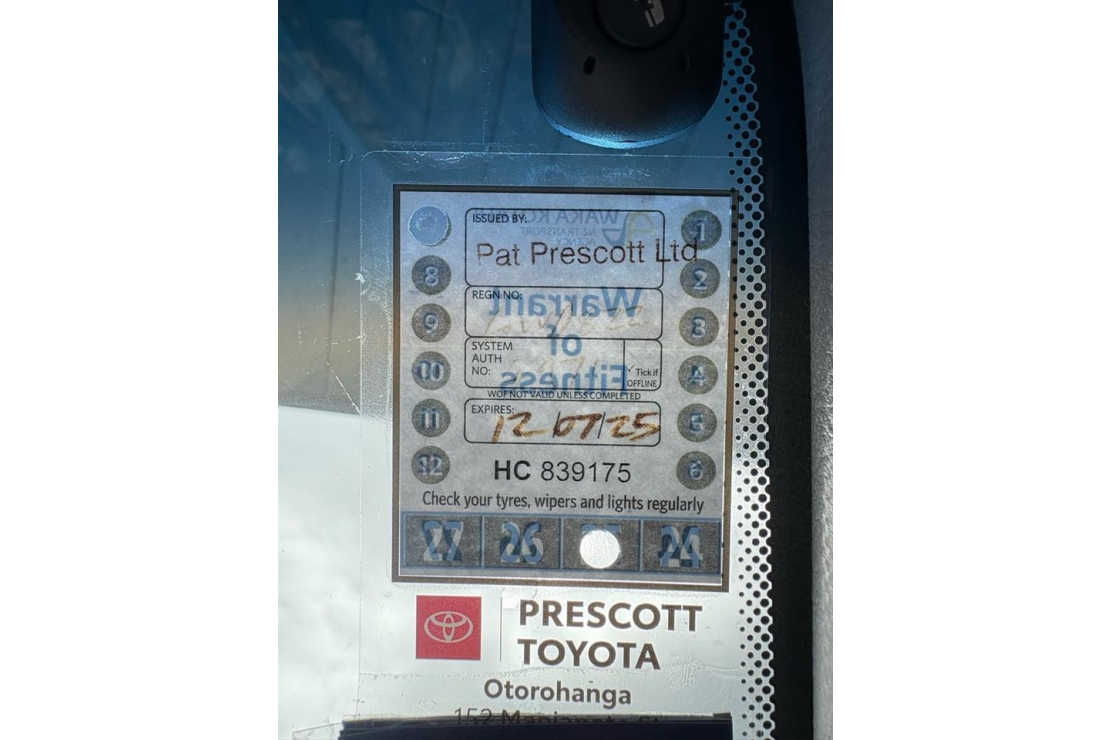 ISSUED BY:
WAKA KO
NZ TRANSPORT
AGENCY
Pat Prescott Ltd
1
8
2
REGN NO:
Warrant
9
3
of
SYSTEM
AUTH
NO:
10
4
Fitness
✓ Tick if
OFFLINE
WOF NOT VALID UNLESS COMPLETED
EXPIRES:
12/07/25
11
5
HC 839175
12
6
Check your tyres, wipers and lights regularly
27 26 24
PRESCOTT
TOYOTA
Otorohanga